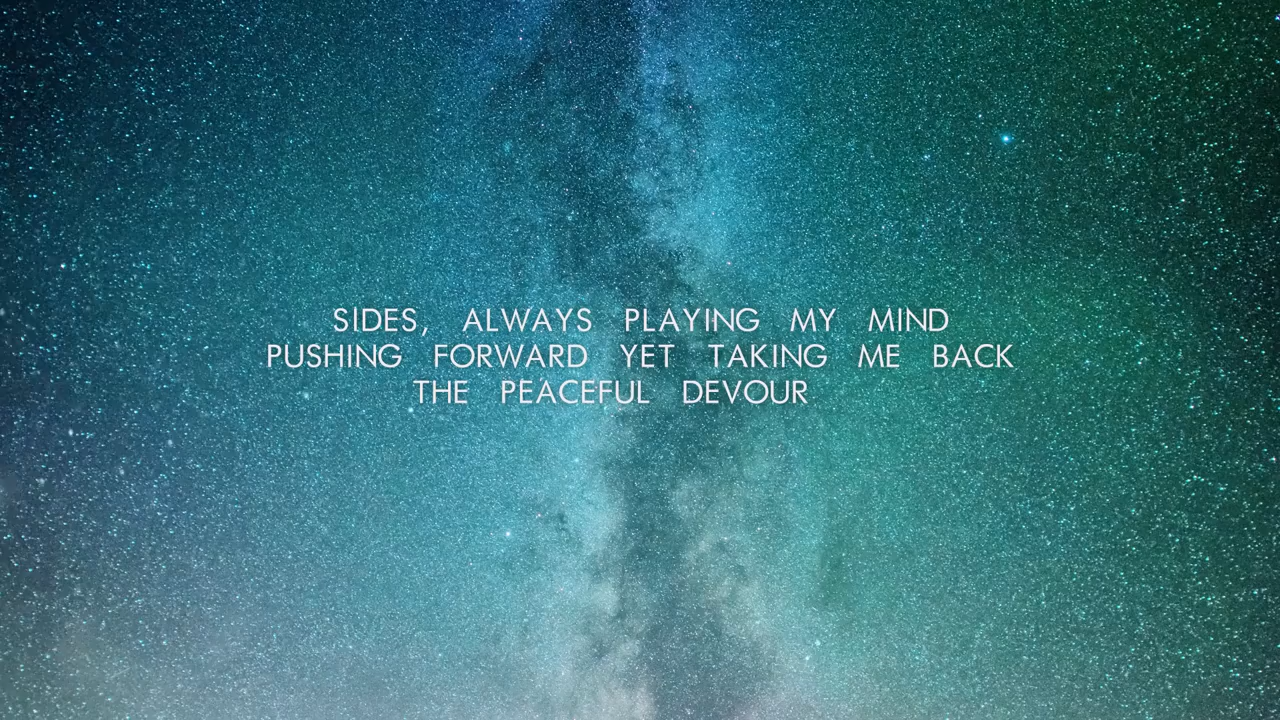 SIDES, ALWAYS PLAYING MY MIND
PUSHING FORWARD YET TAKING ME BACK
THE PEACEFUL DEVOUR